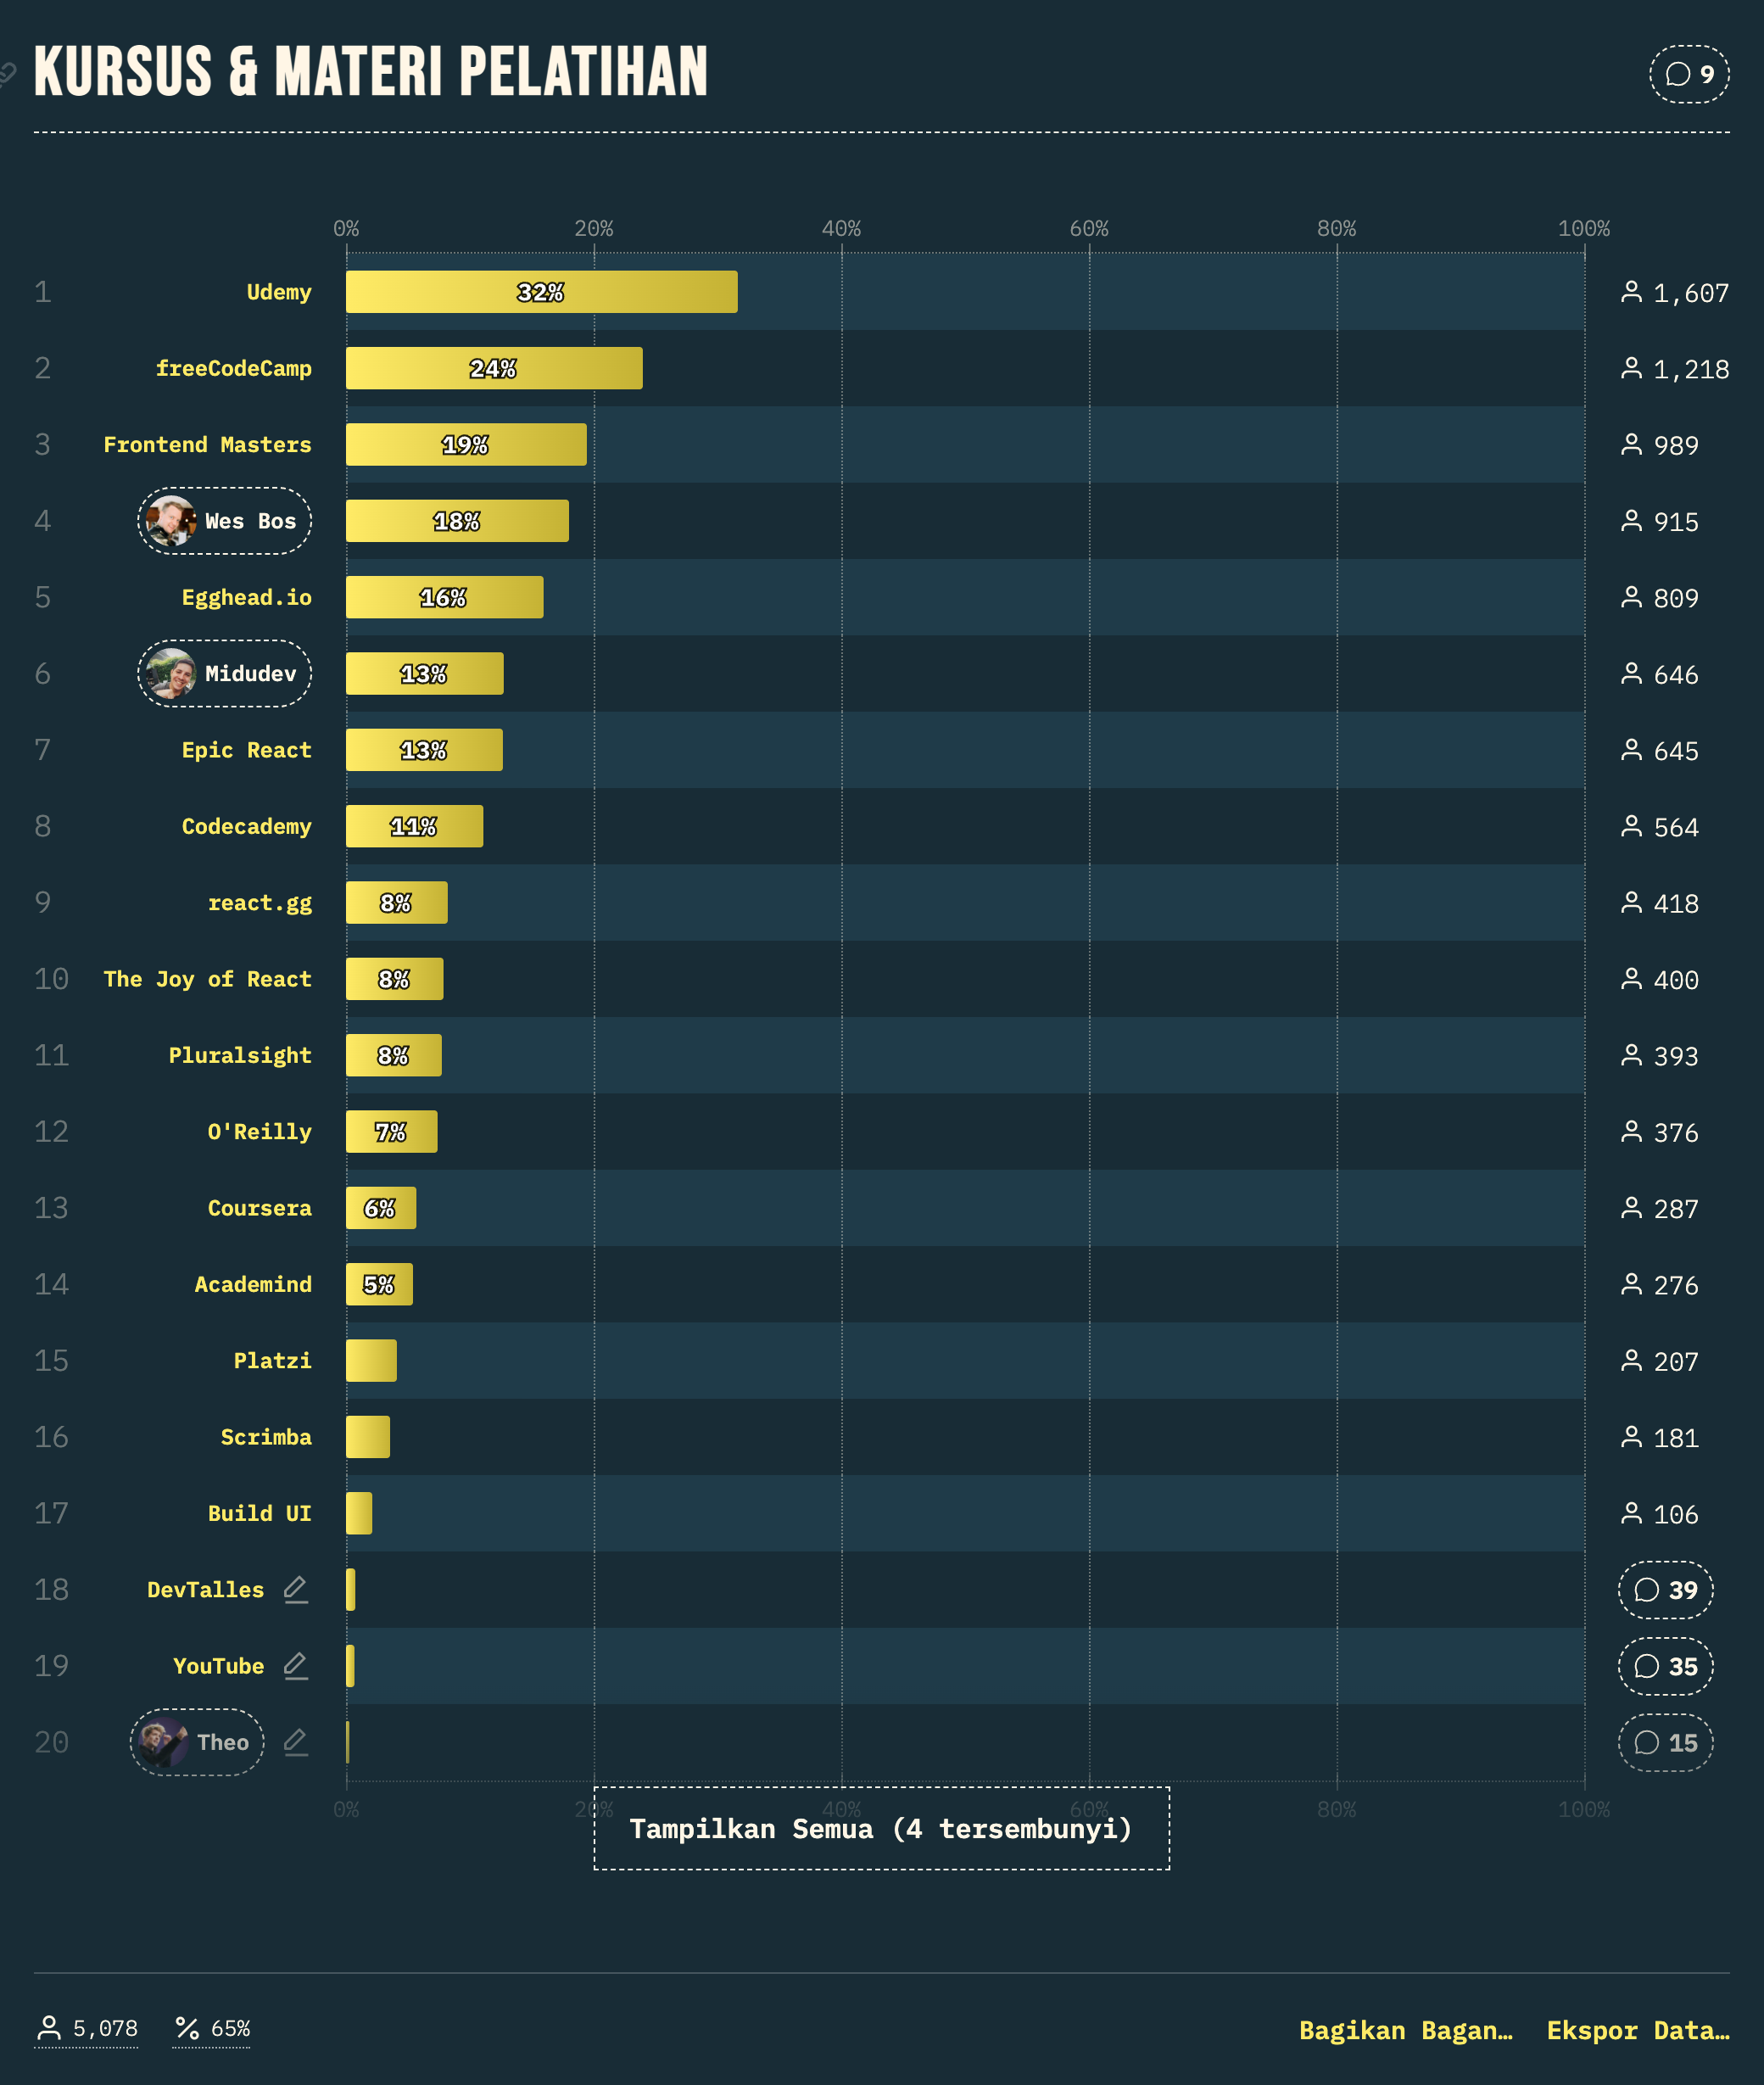 KURSUS & MATERI PELATIHAN
9
0% 20% 40% 60% 80% 100%
1 Udemy 32% 1,607
2 freeCodeCamp 24% 1,218
3 Frontend Masters 19% 989
4 Wes Bos 18% 915
5 Egghead.io 16% 809
6 Midudev 13% 646
7 Epic React 13% 645
8 Codecademy 11% 564
9 react.gg 8% 418
10 The Joy of React 8% 400
11 Pluralsight 8% 393
12 O'Reilly 7% 376
13 Coursera 6% 287
14 Academind 5% 276
15 Platzi 207
16 Scrimba 181
17 Build UI 106
18 DevTalles 39
19 YouTube 35
20 Theo 15
0% 20% 40% 60% 80% 100%
Tampilkan Semua (4 tersembunyi)
5,078 65% Bagikan Bagan… Ekspor Data…